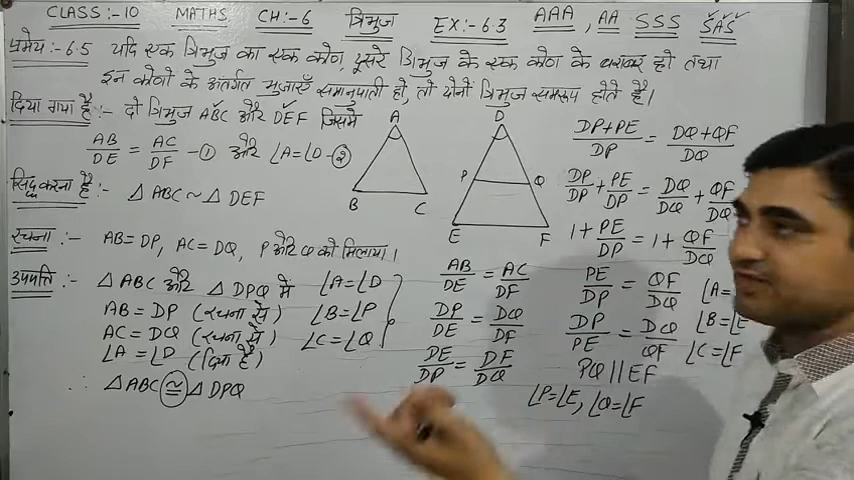 CLASS:-10 MATHS CH:-6 त्रिभुज EX:-6.3 AAA, AA SSS SAS
प्रमेय:-6.5 यदि एक त्रिभुज का एक कोण, दूसरे त्रिभुज के एक कोण के बराबर हो तथा
इन कोणों के अंतर्गत भुजाएँ समानुपाती हो, तो दोनों त्रिभुज समरूप होते हैं।
दिया गया है:- दो त्रिभुज ABC और DEF जिसमें
AB/DE = AC/DF -① और ∠A=∠D-②
सिद्ध करना है:- △ABC ~ △DEF
रचना:- AB=DP, AC=DQ, P और Q को मिलाया।
उपपत्ति:- △ABC और △DPQ में
AB=DP (रचना से)
AC=DQ (रचना से)
∠A=∠D (दिया है)
∴ △ABC ≅ △DPQ
∠A=∠D
∠B=∠P
∠C=∠Q
A
B C
D
P Q
E F
AB/DE = AC/DF
DP/DE = DQ/DF
DE/DP = DF/DQ
DP+PE/DP = DQ+QF/DQ
DP/DP + PE/DP = DQ/DQ + QF/DQ
1+PE/DP = 1+QF/DQ
PE/DP = QF/DQ
DP/PE = DQ/QF
PQ||EF
∠P=∠E, ∠Q=∠F
∠A=
∠B=∠E
∠C=∠F